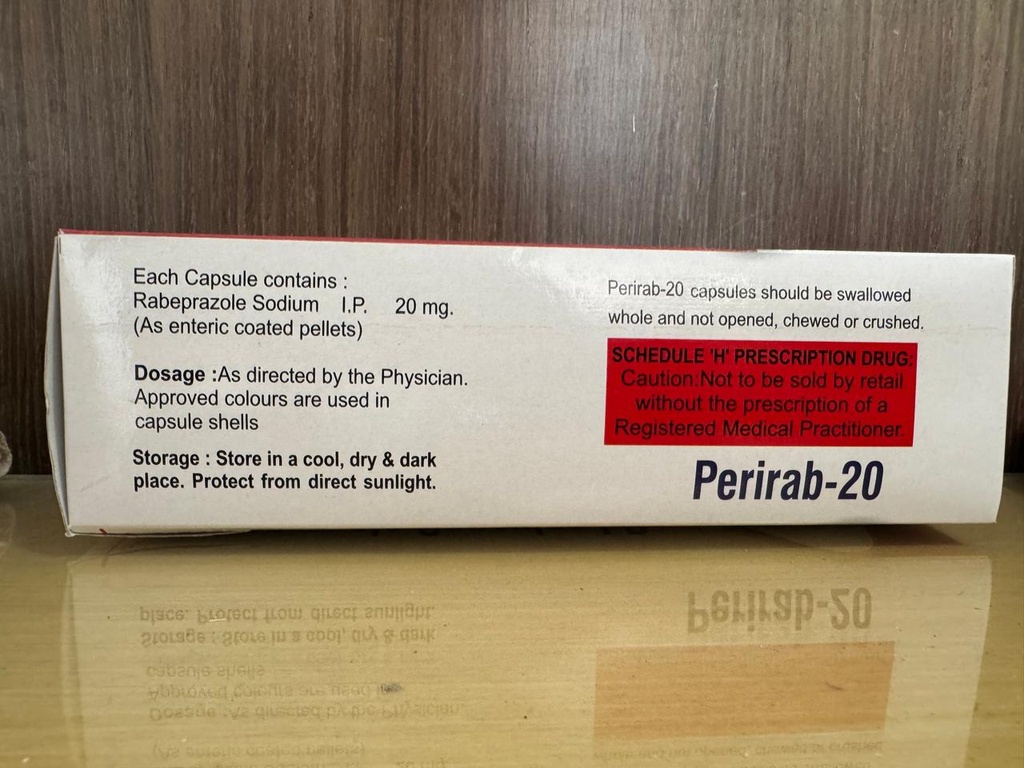 Each Capsule contains :
Rabeprazole Sodium I.P. 20 mg.
(As enteric coated pellets)
Dosage :As directed by the Physician.
Approved colours are used in
capsule shells
Storage : Store in a cool, dry & dark
place. Protect from direct sunlight.
Perirab-20 capsules should be swallowed
whole and not opened, chewed or crushed.
SCHEDULE 'H' PRESCRIPTION DRUG:
Caution:Not to be sold by retail
without the prescription of a
Registered Medical Practitioner.
Perirab-20